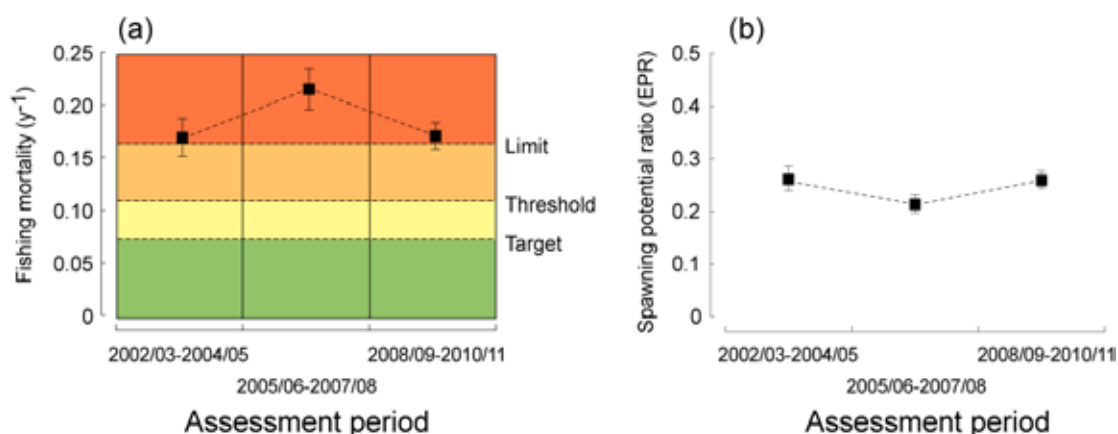 (a)
Fishing mortality (y-1)
0.25
0.20
0.15
0.10
0.05
0
Limit
Threshold
Target
2002/03-2004/05
2008/09-2010/11
2005/06-2007/08
Assessment period
(b)
Spawning potential ratio (EPR)
0.5
0.4
0.3
0.2
0.1
0
2002/03-2004/05
2008/09-2010/11
2005/06-2007/08
Assessment period